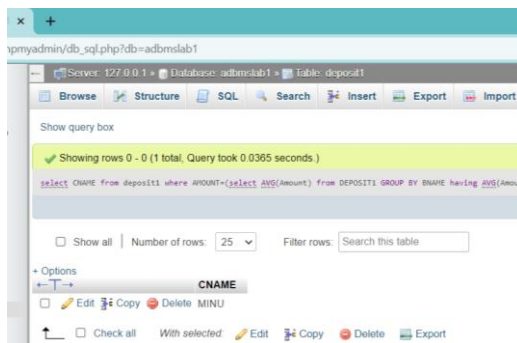 npmyadmin/db_sql.php?db=adbmslab1
Server: 127.0.0.1 » Database: adbmslab1 » Table: deposit1
Browse Structure SQL Search Insert Export Import
Show query box
Showing rows 0 - 0 (1 total, Query took 0.0365 seconds.)
select CNAME from deposit1 where AMOUNT=(select AVG(Amount) from DEPOSIT1 GROUP BY BNAME having AVG(Amou
Show all Number of rows: 25 Filter rows: Search this table
+ Options
←T→ CNAME
Edit Copy Delete MINU
Check all With selected: Edit Copy Delete Export